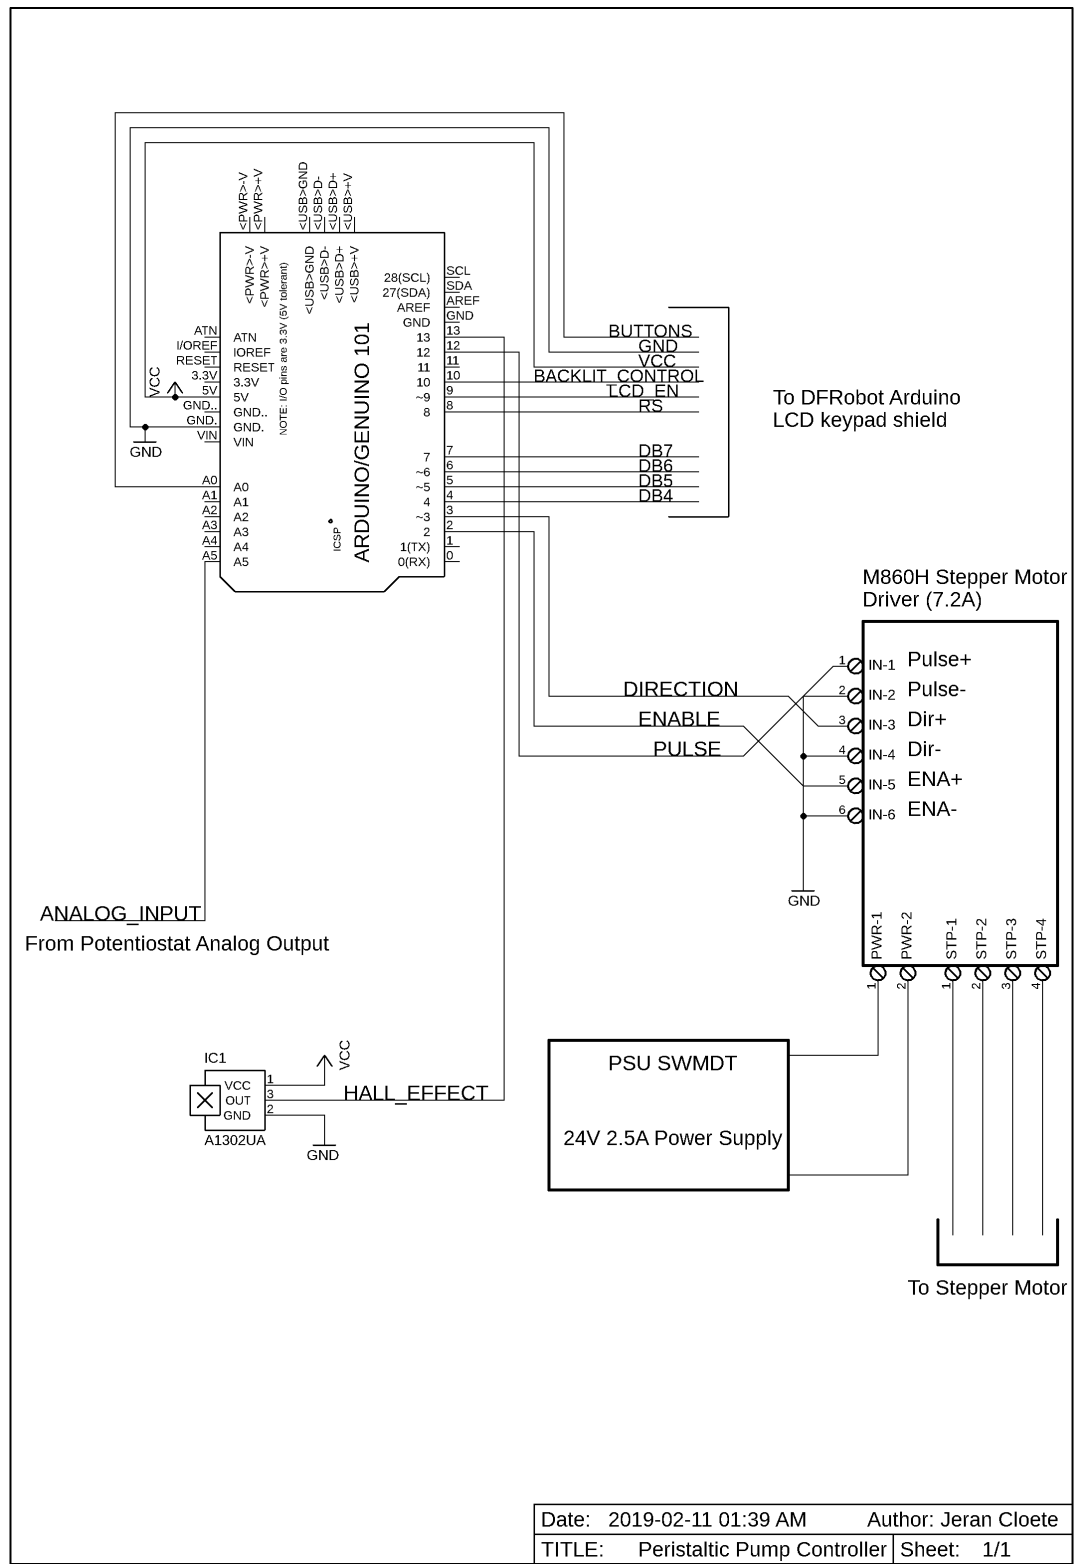 <PWR>-V
<PWR>+V
<USB>GND
<USB>D-
<USB>D+
<USB>+V
<PWR>-V
<PWR>+V
<USB>GND
<USB>D-
<USB>D+
<USB>+V
NOTE: I/O pins are 3.3V (5V tolerant)
ARDUINO/GENUINO 101
ICSP
ATN
I/OREF
RESET
3.3V
5V
GND..
GND.
VIN
VCC
GND
A0
A1
A2
A3
A4
A5
ATN
IOREF
RESET
3.3V
5V
GND..
GND.
VIN
A0
A1
A2
A3
A4
A5
28(SCL)
27(SDA)
AREF
GND
13
12
11
10
~9
8
7
~6
~5
4
~3
2
1(TX)
0(RX)
SCL
SDA
AREF
GND
13
12
11
10
9
8
7
6
5
4
3
2
1
0
BUTTONS
GND
VCC
BACKLIT_CONTROL
LCD_EN
RS
DB7
DB6
DB5
DB4
To DFRobot Arduino
LCD keypad shield
M860H Stepper Motor
Driver (7.2A)
1 IN-1 Pulse+
2 IN-2 Pulse-
3 IN-3 Dir+
4 IN-4 Dir-
5 IN-5 ENA+
6 IN-6 ENA-
DIRECTION
ENABLE
PULSE
GND
PWR-1
PWR-2
STP-1
STP-2
STP-3
STP-4
1
2
1
2
3
4
ANALOG_INPUT
From Potentiostat Analog Output
IC1
VCC
OUT
GND
1
3
2
A1302UA
VCC
HALL_EFFECT
GND
PSU SWMDT
24V 2.5A Power Supply
To Stepper Motor
Date: 2019-02-11 01:39 AM Author: Jeran Cloete
TITLE: Peristaltic Pump Controller Sheet: 1/1